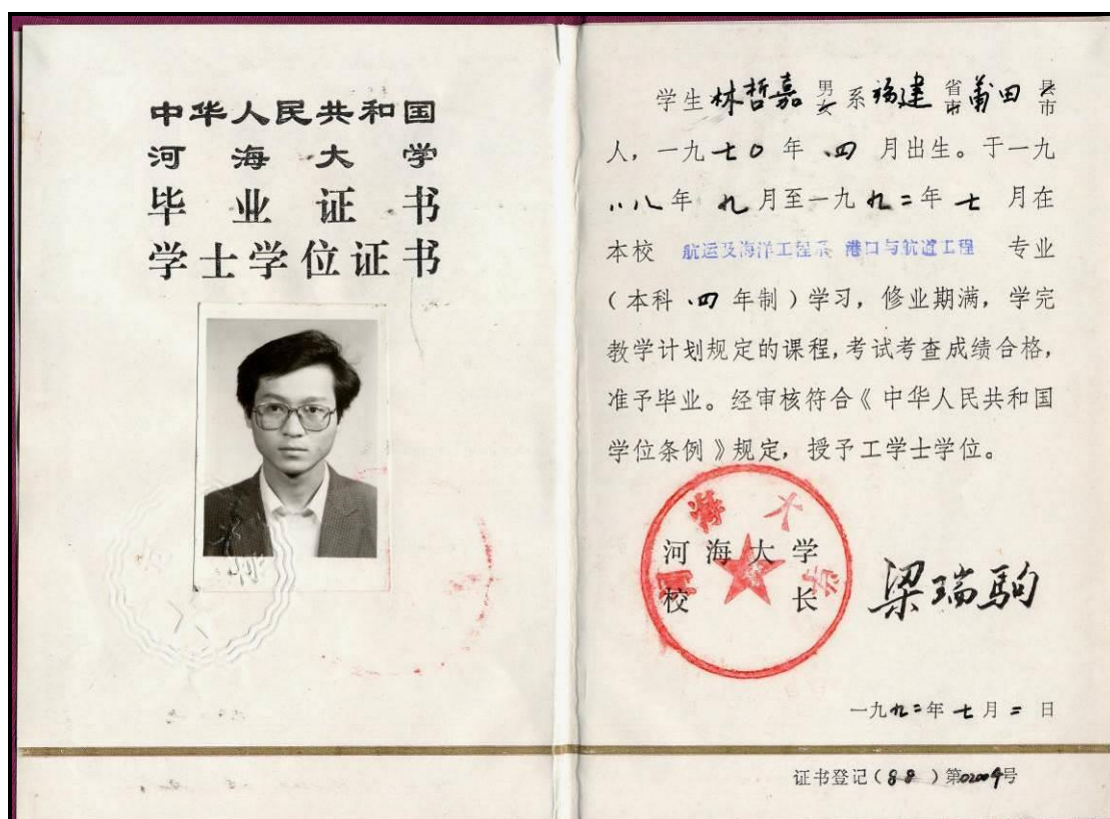 中华人民共和国
河海大学
毕业证书
学士学位证书
学生林哲嘉 男女 系福建 省市 莆田 县市
人，一九七〇年四月出生。于一九
八八年九月至一九九二年七月在
本校 航运及海洋工程系 港口与航道工程 专业
（本科四年制）学习，修业期满，学完
教学计划规定的课程，考试考查成绩合格，
准予毕业。经审核符合《中华人民共和国
学位条例》规定，授予工学士学位。
河海大学
河海大学
校长
梁瑞驹
一九九二年七月二日
证书登记（88）第02009号